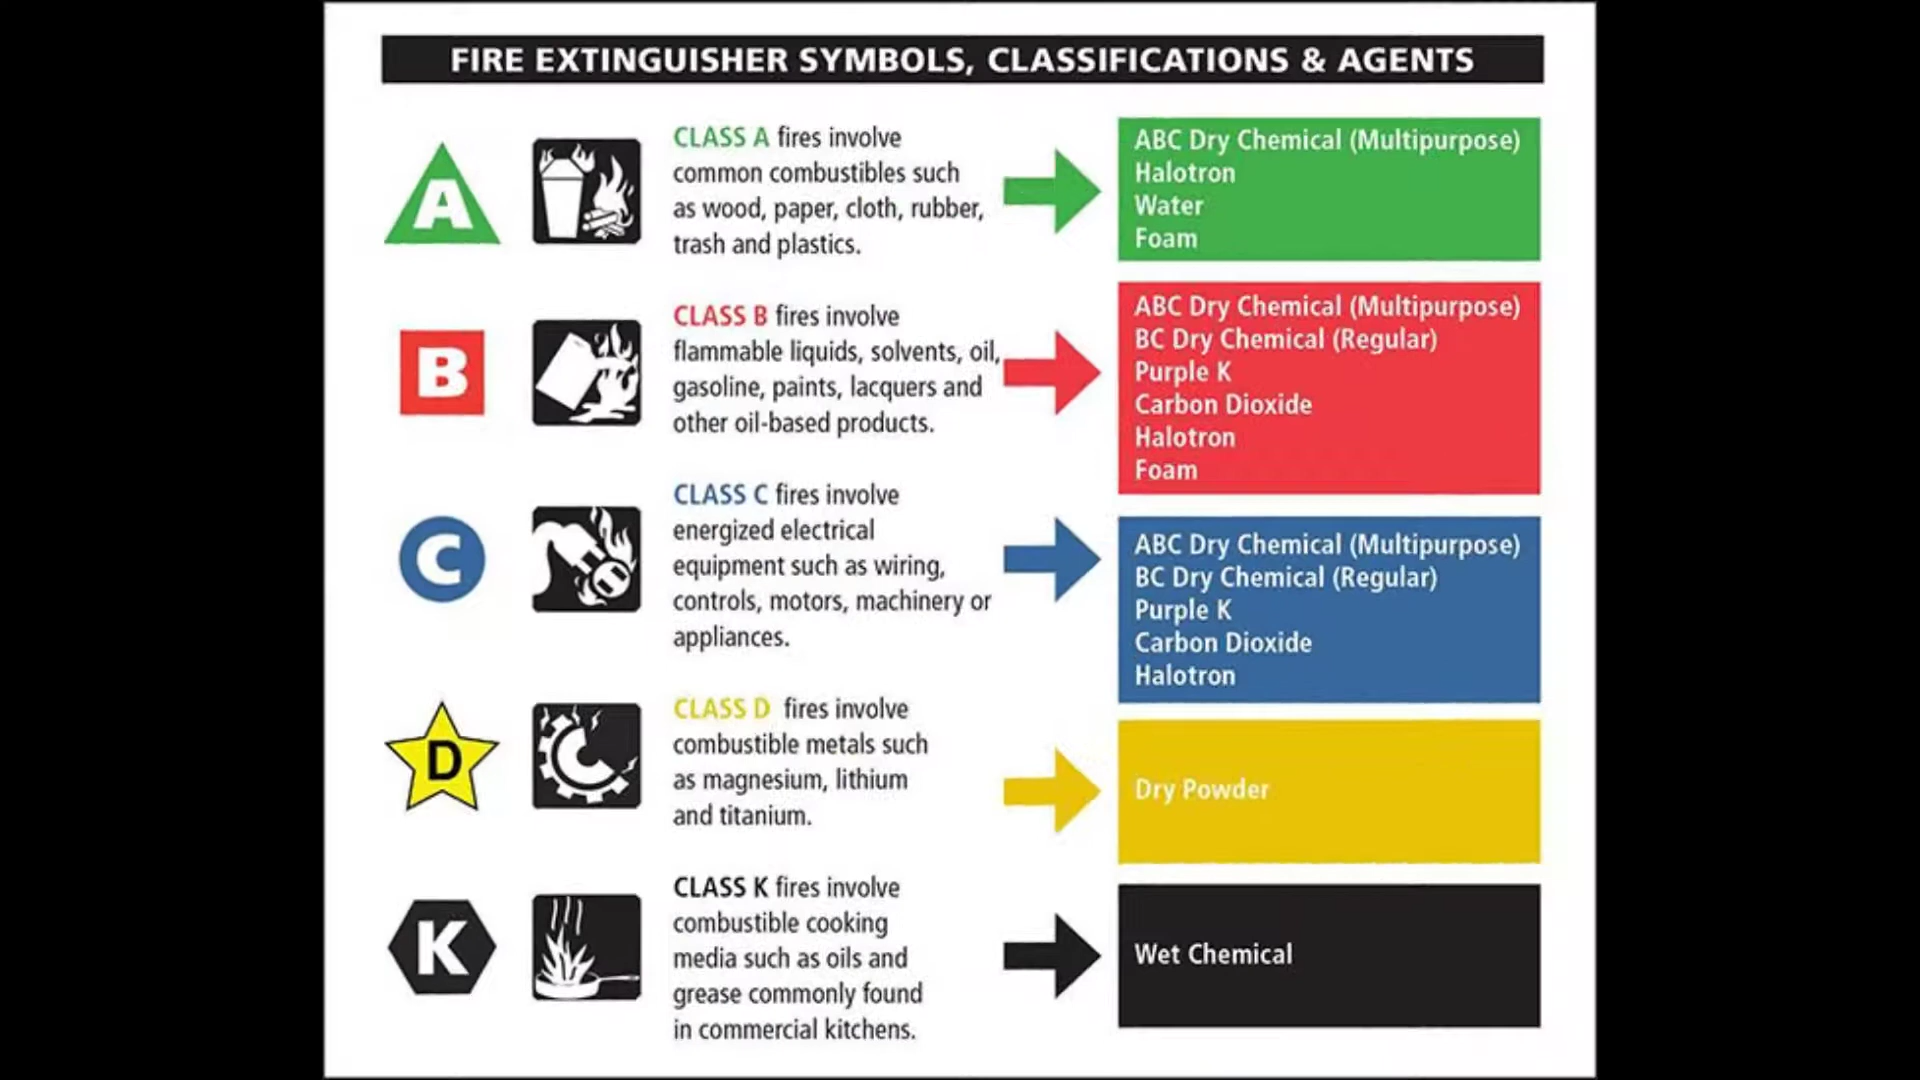 FIRE EXTINGUISHER SYMBOLS, CLASSIFICATIONS & AGENTS
A
CLASS A fires involve
common combustibles such
as wood, paper, cloth, rubber,
trash and plastics.
ABC Dry Chemical (Multipurpose)
Halotron
Water
Foam
B
CLASS B fires involve
flammable liquids, solvents, oil,
gasoline, paints, lacquers and
other oil-based products.
ABC Dry Chemical (Multipurpose)
BC Dry Chemical (Regular)
Purple K
Carbon Dioxide
Halotron
Foam
C
CLASS C fires involve
energized electrical
equipment such as wiring,
controls, motors, machinery or
appliances.
ABC Dry Chemical (Multipurpose)
BC Dry Chemical (Regular)
Purple K
Carbon Dioxide
Halotron
D
CLASS D fires involve
combustible metals such
as magnesium, lithium
and titanium.
Dry Powder
K
CLASS K fires involve
combustible cooking
media such as oils and
grease commonly found
in commercial kitchens.
Wet Chemical